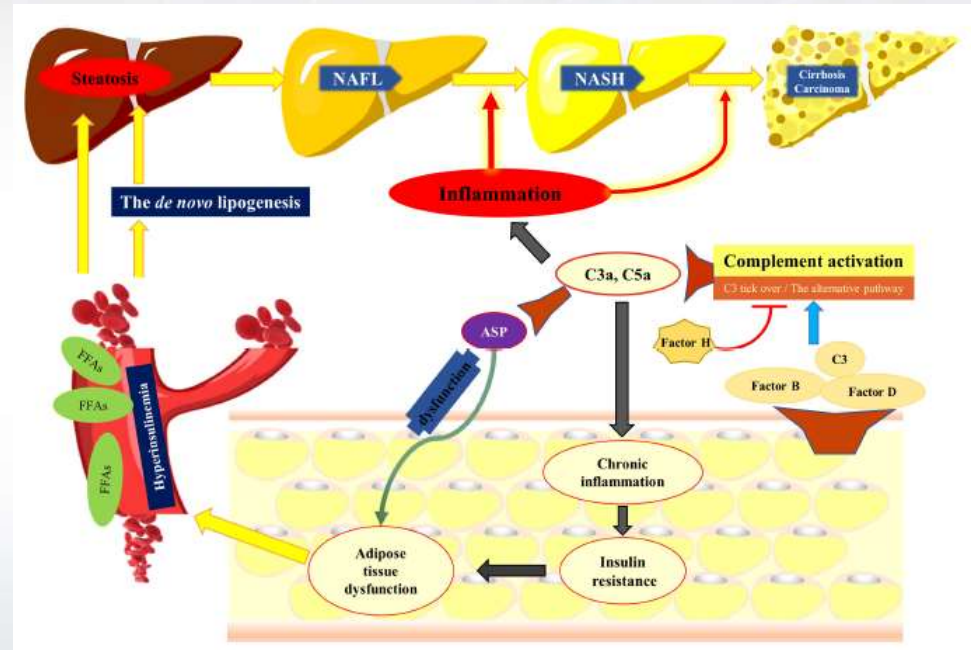 Steatosis
NAFL
NASH
Cirrhosis
Carcinoma
The de novo lipogenesis
Inflammation
C3a, C5a
Complement activation
C3 tick over / The alternative pathway
ASP
Factor H
C3
Factor B
Factor D
dysfunction
FFAs
FFAs
FFAs
Hyperinsulinemia
Chronic
inflammation
Insulin
resistance
Adipose
tissue
dysfunction